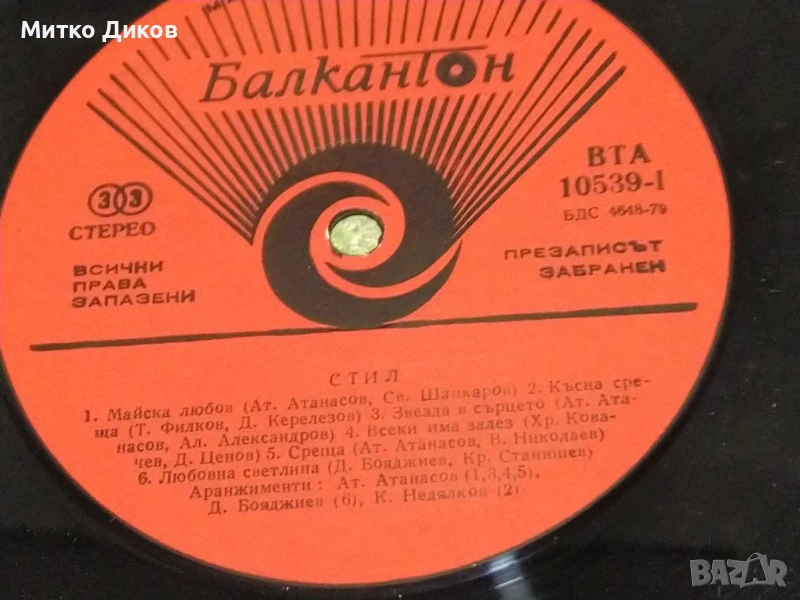 Митко Диков
Балкантон
33
СТЕРЕО
ВСИЧКИ
ПРАВА
ЗАПАЗЕНИ
ВТА
10539-I
БДС 4648-79
ПРЕЗАПИСЪТ
ЗАБРАНЕН
СТИЛ
1. Майска любов (Ат. Атанасов, Св. Шапкаров) 2. Късна сре-
ща (Т. Филков, Д. Керелезов) 3. Звезда в сърцето (Ат. Ата-
насов, Ал. Александров) 4. Всеки има залез (Хр. Кова-
чев, Д. Ценов) 5. Среща (Ат. Атанасов, В. Николаев)
6. Любовна светлина (Д. Бояджиев, Кр. Станишев)
Аранжименти: Ат. Атанасов (1,3,4,5),
Д. Бояджиев (6), К. Недялков (2)
BAZAR